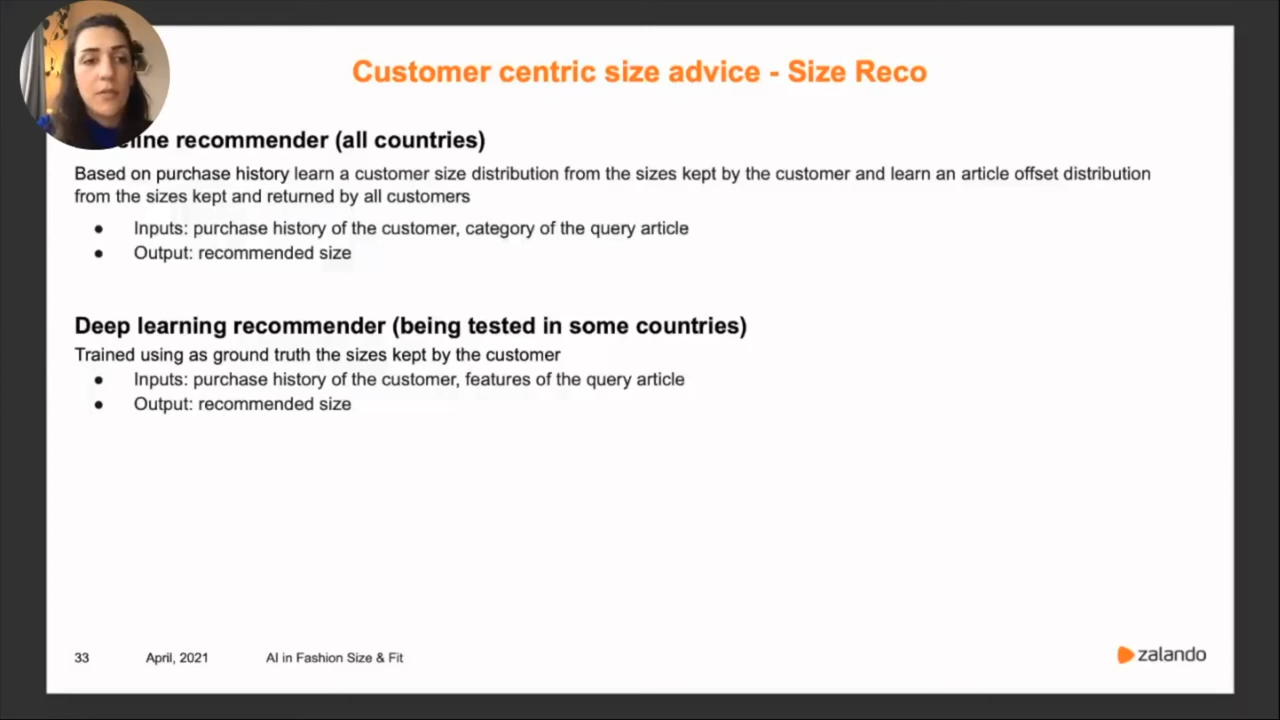 Customer centric size advice - Size Reco
recommender (all countries)
Based on purchase history learn a customer size distribution from the sizes kept by the customer and learn an article offset distribution
from the sizes kept and returned by all customers
● Inputs: purchase history of the customer, category of the query article
● Output: recommended size
Deep learning recommender (being tested in some countries)
Trained using as ground truth the sizes kept by the customer
● Inputs: purchase history of the customer, features of the query article
● Output: recommended size
33 April, 2021 AI in Fashion Size & Fit zalando